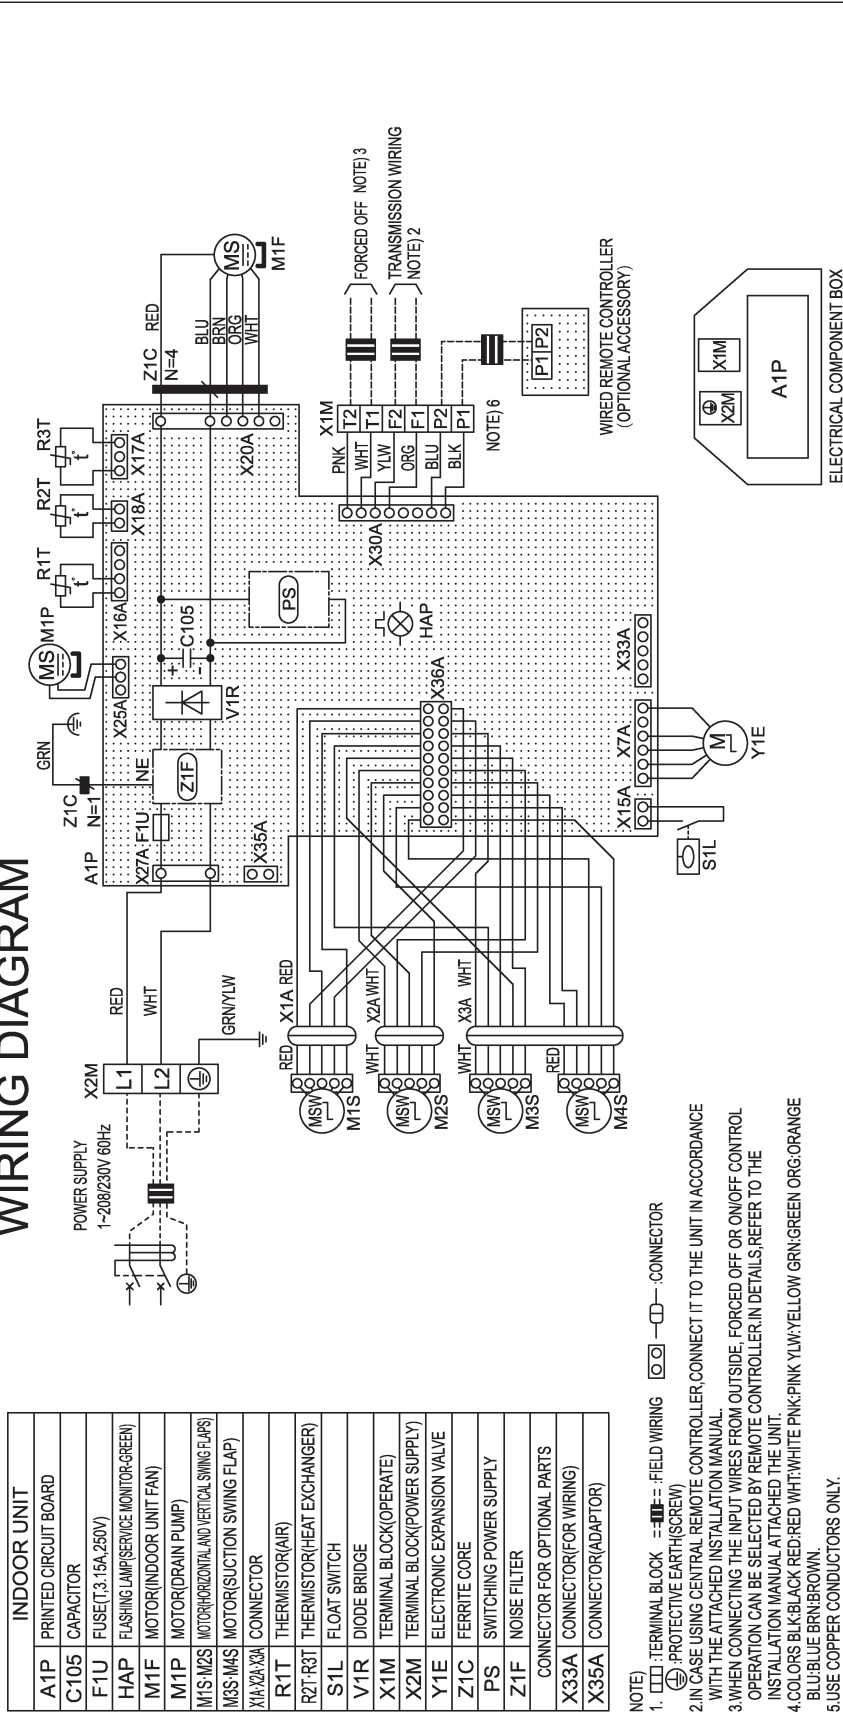 WIRING DIAGRAM
INDOOR UNIT
A1P PRINTED CIRCUIT BOARD
C105 CAPACITOR
F1U FUSE(T,3.15A,250V)
HAP FLASHING LAMP(SERVICE MONITOR-GREEN)
M1F MOTOR(INDOOR UNIT FAN)
M1P MOTOR(DRAIN PUMP)
M1S·M2S MOTOR(HORIZONTAL AND VERTICAL SWING FLAPS)
M3S·M4S MOTOR(SUCTION SWING FLAP)
X1A·X2A·X3A CONNECTOR
R1T THERMISTOR(AIR)
R2T·R3T THERMISTOR(HEAT EXCHANGER)
S1L FLOAT SWITCH
V1R DIODE BRIDGE
X1M TERMINAL BLOCK(OPERATE)
X2M TERMINAL BLOCK(POWER SUPPLY)
Y1E ELECTRONIC EXPANSION VALVE
Z1C FERRITE CORE
PS SWITCHING POWER SUPPLY
Z1F NOISE FILTER
CONNECTOR FOR OPTIONAL PARTS
X33A CONNECTOR(FOR WIRING)
X35A CONNECTOR(ADAPTOR)
POWER SUPPLY
1~208/230V 60Hz
X2M
L1
L2
RED
WHT
GRN/YLW
A1P
X27A
F1U
X35A
Z1C
N=1
GRN
NE
Z1F
V1R
+
-
C105
PS
HAP
X25A
MS
M1P
X16A
R1T
t°
X18A
R2T
t°
X17A
R3T
t°
X20A
Z1C
N=4
RED
BLU
BRN
ORG
WHT
MS
M1F
X30A
PNK
WHT
YLW
ORG
BLU
BLK
X1M
T2
T1
F2
F1
P2
P1
NOTE) 6
FORCED OFF NOTE) 3
TRANSMISSION WIRING
NOTE) 2
P1 P2
WIRED REMOTE CONTROLLER
(OPTIONAL ACCESSORY)
X36A
X33A
X7A
X15A
M
Y1E
S1L
RED X1A RED
MSW
M1S
WHT X2A WHT
MSW
M2S
WHT X3A WHT
MSW
M3S
RED
MSW
M4S
X2M
X1M
A1P
ELECTRICAL COMPONENT BOX
NOTE)
1. :TERMINAL BLOCK :FIELD WIRING :CONNECTOR
:PROTECTIVE EARTH(SCREW)
2.IN CASE USING CENTRAL REMOTE CONTROLLER,CONNECT IT TO THE UNIT IN ACCORDANCE
WITH THE ATTACHED INSTALLATION MANUAL.
3.WHEN CONNECTING THE INPUT WIRES FROM OUTSIDE, FORCED OFF OR ON/OFF CONTROL
OPERATION CAN BE SELECTED BY REMOTE CONTROLLER.IN DETAILS,REFER TO THE
INSTALLATION MANUAL ATTACHED THE UNIT.
4.COLORS BLK:BLACK RED:RED WHT:WHITE PNK:PINK YLW:YELLOW GRN:GREEN ORG:ORANGE
BLU:BLUE BRN:BROWN.
5.USE COPPER CONDUCTORS ONLY.